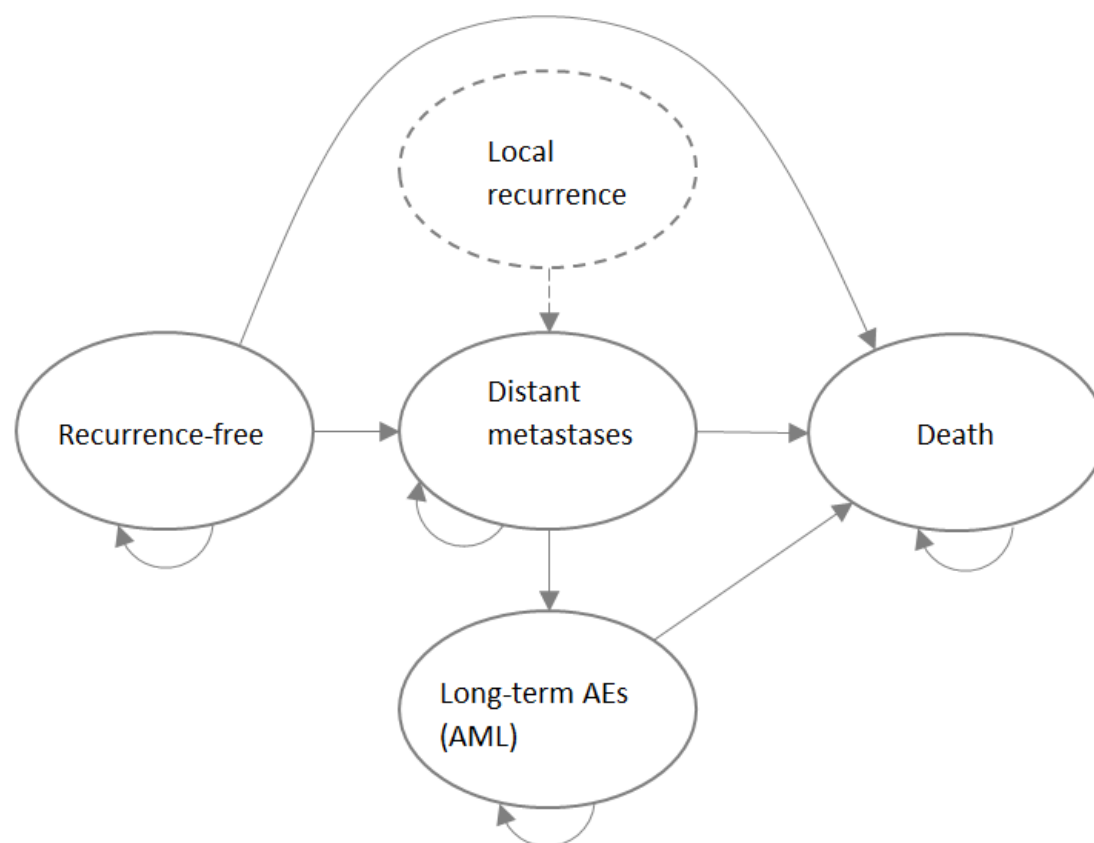 Local
recurrence
Recurrence-free
Distant
metastases
Death
Long-term AEs
(AML)